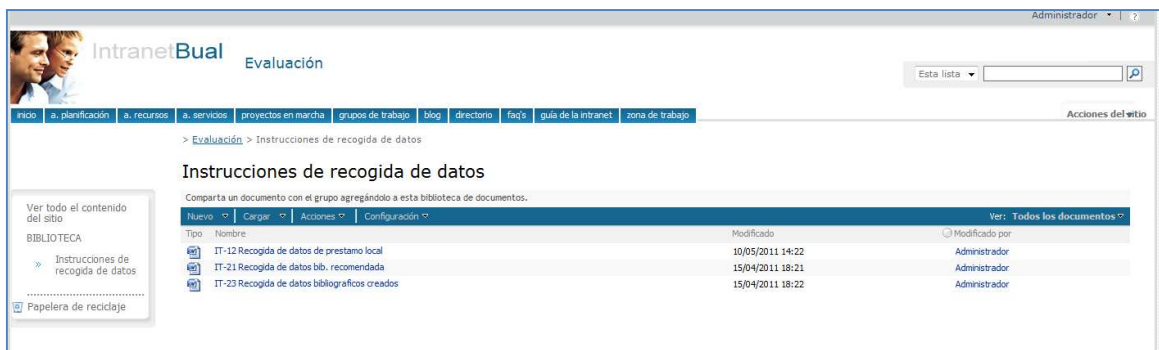 Administrador
IntranetBual
Evaluación
Esta lista
inicio a. planificación a. recursos a. servicios proyectos en marcha grupos de trabajo blog directorio faq's guía de la intranet zona de trabajo
Acciones del sitio
> Evaluación > Instrucciones de recogida de datos
Instrucciones de recogida de datos
Comparta un documento con el grupo agregándolo a esta biblioteca de documentos.
Nuevo Cargar Acciones Configuración Ver: Todos los documentos
Tipo Nombre Modificado Modificado por
IT-12 Recogida de datos de prestamo local 10/05/2011 14:22 Administrador
IT-21 Recogida de datos bib. recomendada 15/04/2011 18:21 Administrador
IT-23 Recogida de datos bibliograficos creados 15/04/2011 18:22 Administrador
Ver todo el contenido
del sitio
BIBLIOTECA
» Instrucciones de
recogida de datos
Papelera de reciclaje